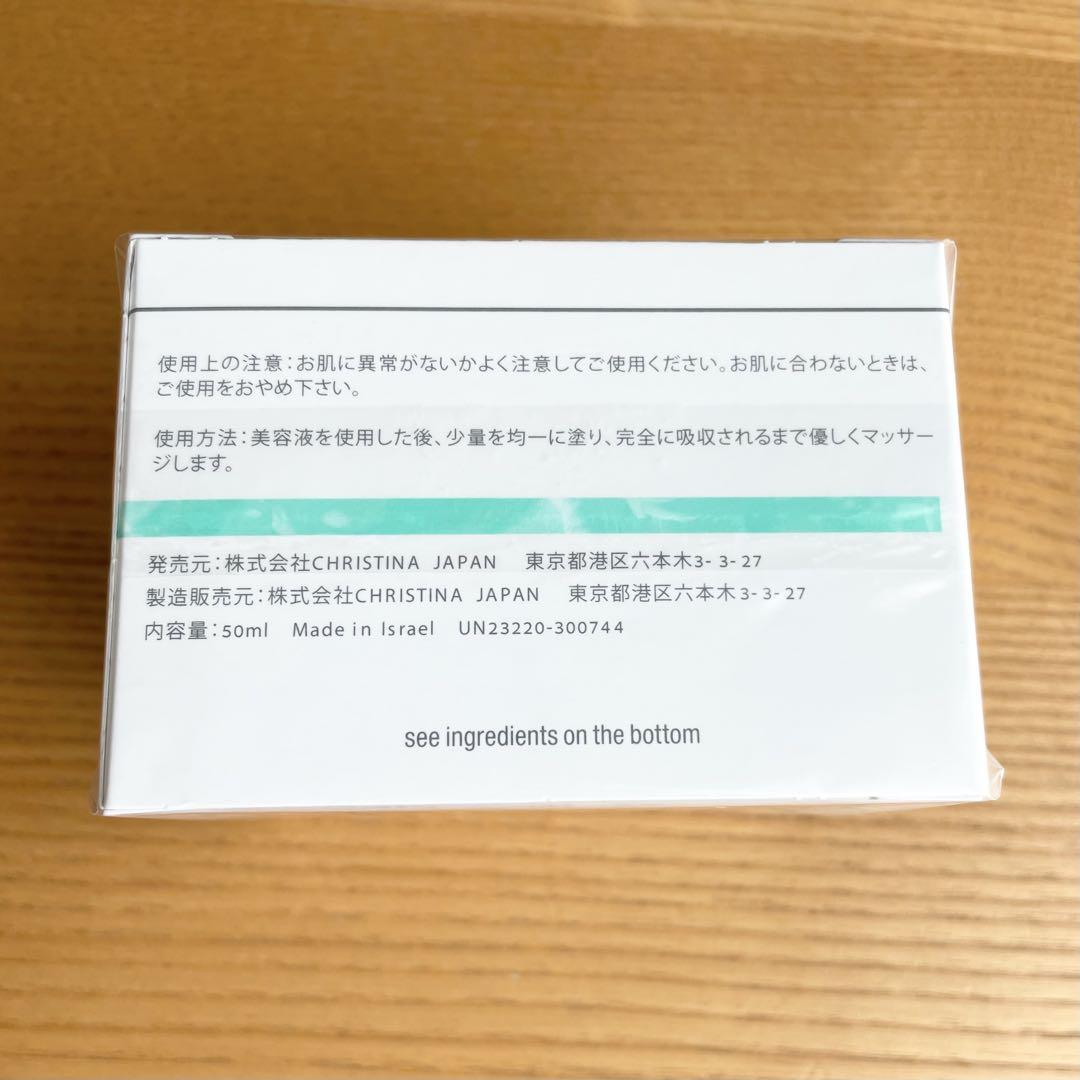 使用上の注意：お肌に異常がないかよく注意してご使用ください。お肌に合わないときは、
ご使用をおやめ下さい。
使用方法：美容液を使用した後、少量を均一に塗り、完全に吸収されるまで優しくマッサー
ジします。
発売元：株式会社CHRISTINA JAPAN 東京都港区六本木3-3-27
製造販売元：株式会社CHRISTINA JAPAN 東京都港区六本木3-3-27
内容量：50ml Made in Israel UN23220-300744
see ingredients on the bottom